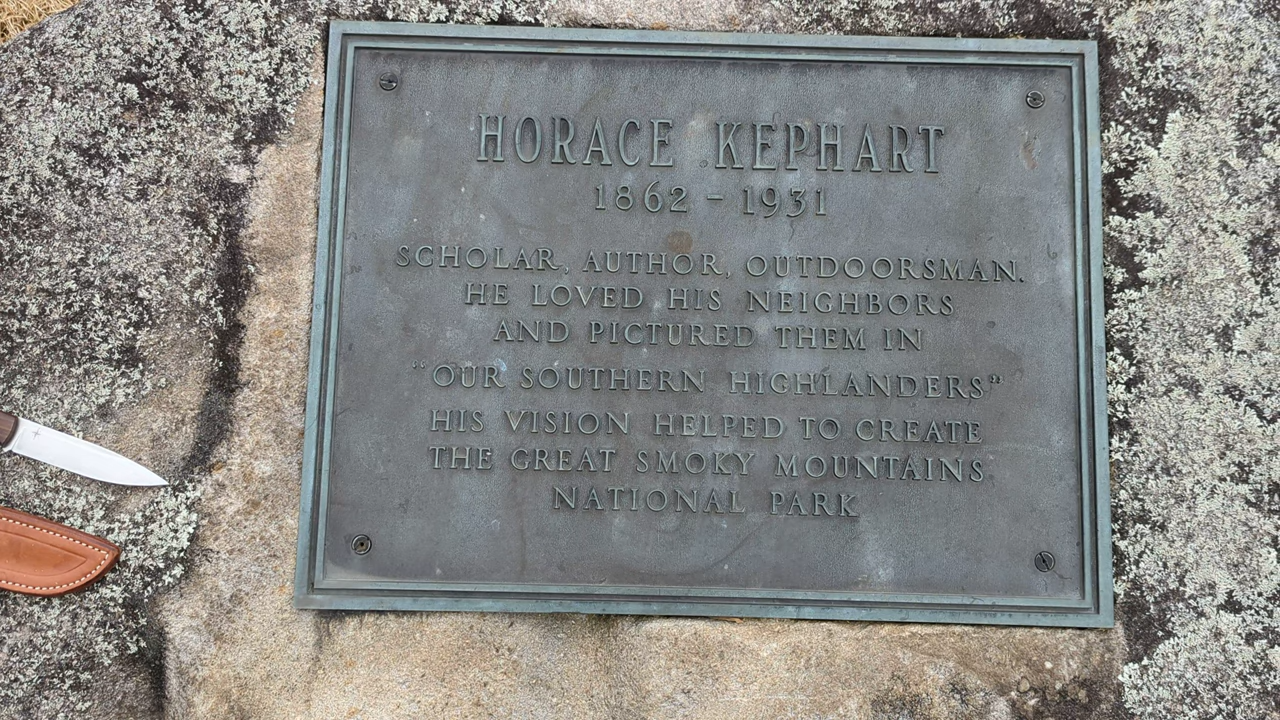 HORACE KEPHART
1862 - 1931
SCHOLAR, AUTHOR, OUTDOORSMAN.
HE LOVED HIS NEIGHBORS
AND PICTURED THEM IN
"OUR SOUTHERN HIGHLANDERS"
HIS VISION HELPED TO CREATE
THE GREAT SMOKY MOUNTAINS
NATIONAL PARK